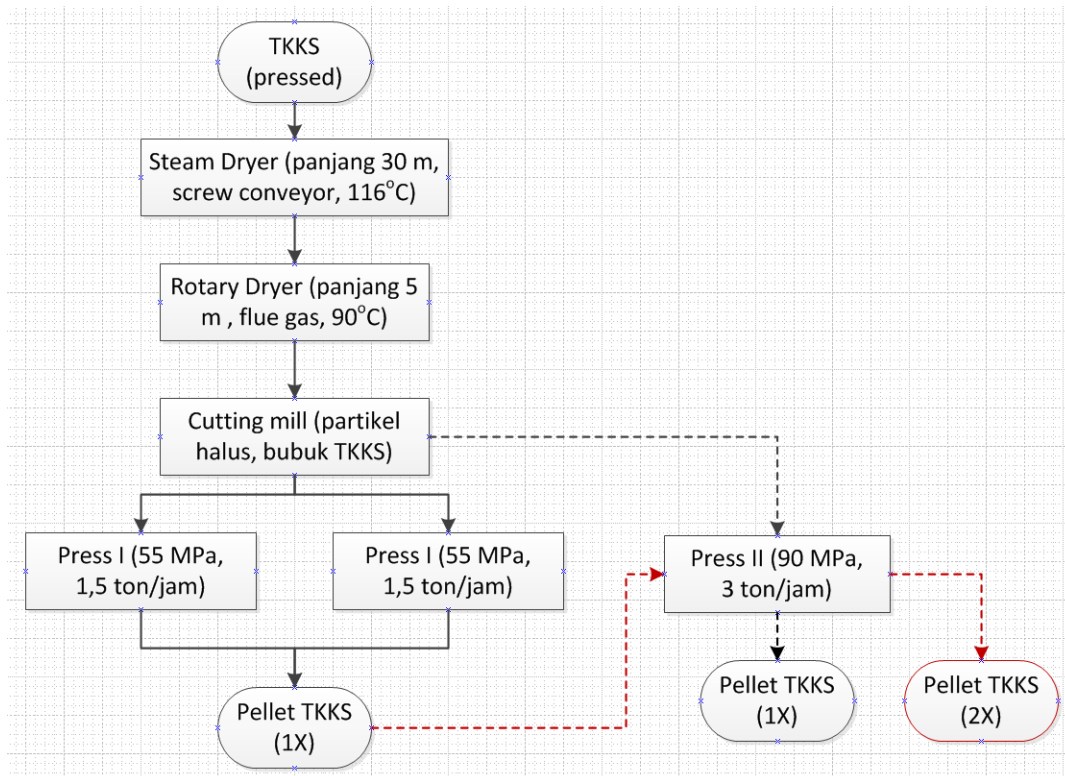 TKKS
(pressed)
Steam Dryer (panjang 30 m,
screw conveyor, 116°C)
Rotary Dryer (panjang 5
m , flue gas, 90°C)
Cutting mill (partikel
halus, bubuk TKKS)
Press I (55 MPa,
1,5 ton/jam)
Press I (55 MPa,
1,5 ton/jam)
Press II (90 MPa,
3 ton/jam)
Pellet TKKS
(1X)
Pellet TKKS
(1X)
Pellet TKKS
(2X)